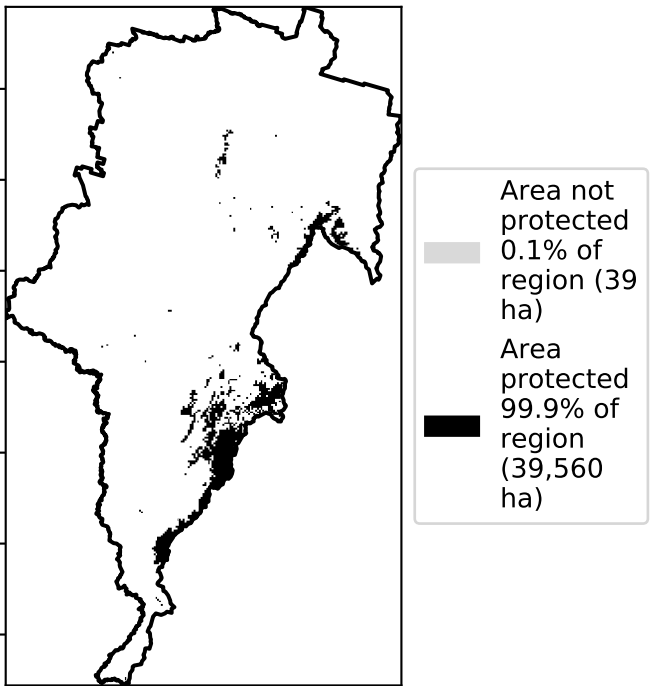 Area not
protected
0.1% of
region (39
ha)
Area
protected
99.9% of
region
(39,560
ha)